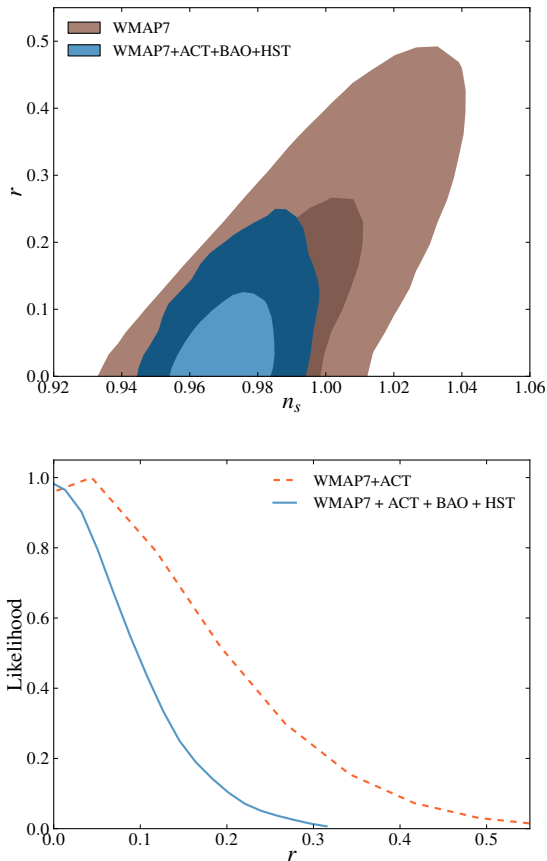 0.5
WMAP7
WMAP7+ACT+BAO+HST
0.4
0.3
r
0.2
0.1
0.0
0.92 0.94 0.96 0.98 1.00 1.02 1.04 1.06
n_s
1.0
WMAP7+ACT
WMAP7 + ACT + BAO + HST
0.8
0.6
Likelihood
0.4
0.2
0.0
0.0 0.1 0.2 0.3 0.4 0.5
r